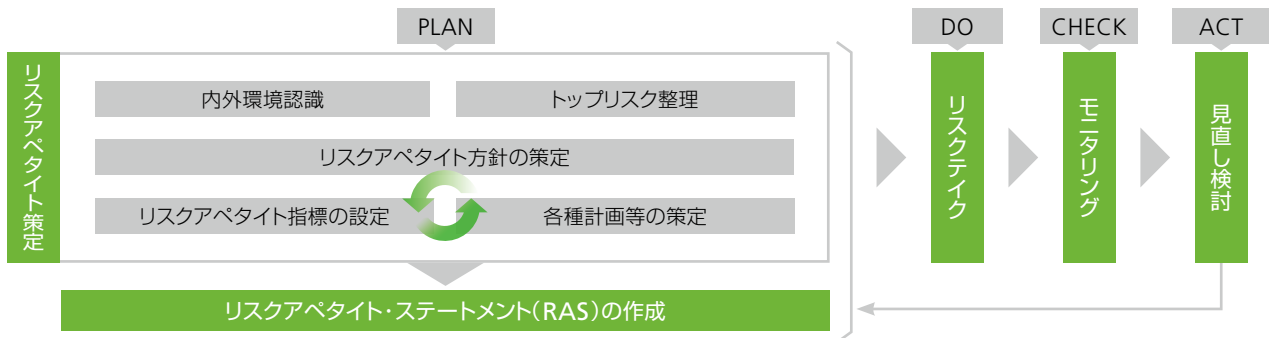 PLAN
DO
CHECK
ACT
リスクアペタイト策定
内外環境認識
トップリスク整理
リスクアペタイト方針の策定
リスクアペタイト指標の設定
各種計画等の策定
リスクアペタイト・ステートメント(RAS)の作成
リスクテイク
モニタリング
見直し検討